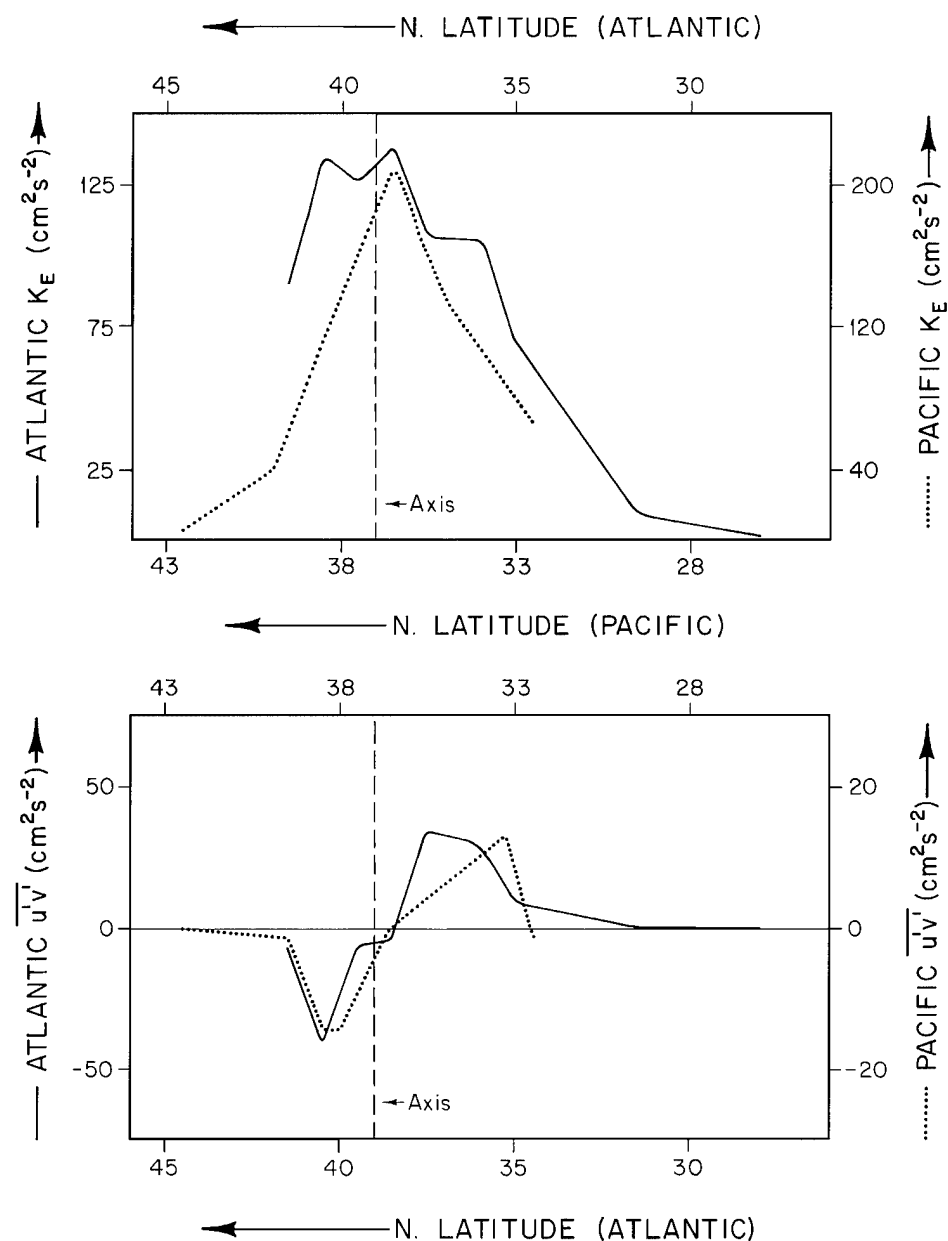 N. LATITUDE (ATLANTIC)
45 40 35 30
ATLANTIC KE (cm²s⁻²)
125
75
25
PACIFIC KE (cm²s⁻²)
200
120
40
Axis
43 38 33 28
N. LATITUDE (PACIFIC)
43 38 33 28
ATLANTIC u'v' (cm²s⁻²)
50
0
-50
PACIFIC u'v' (cm²s⁻²)
20
0
-20
Axis
45 40 35 30
N. LATITUDE (ATLANTIC)